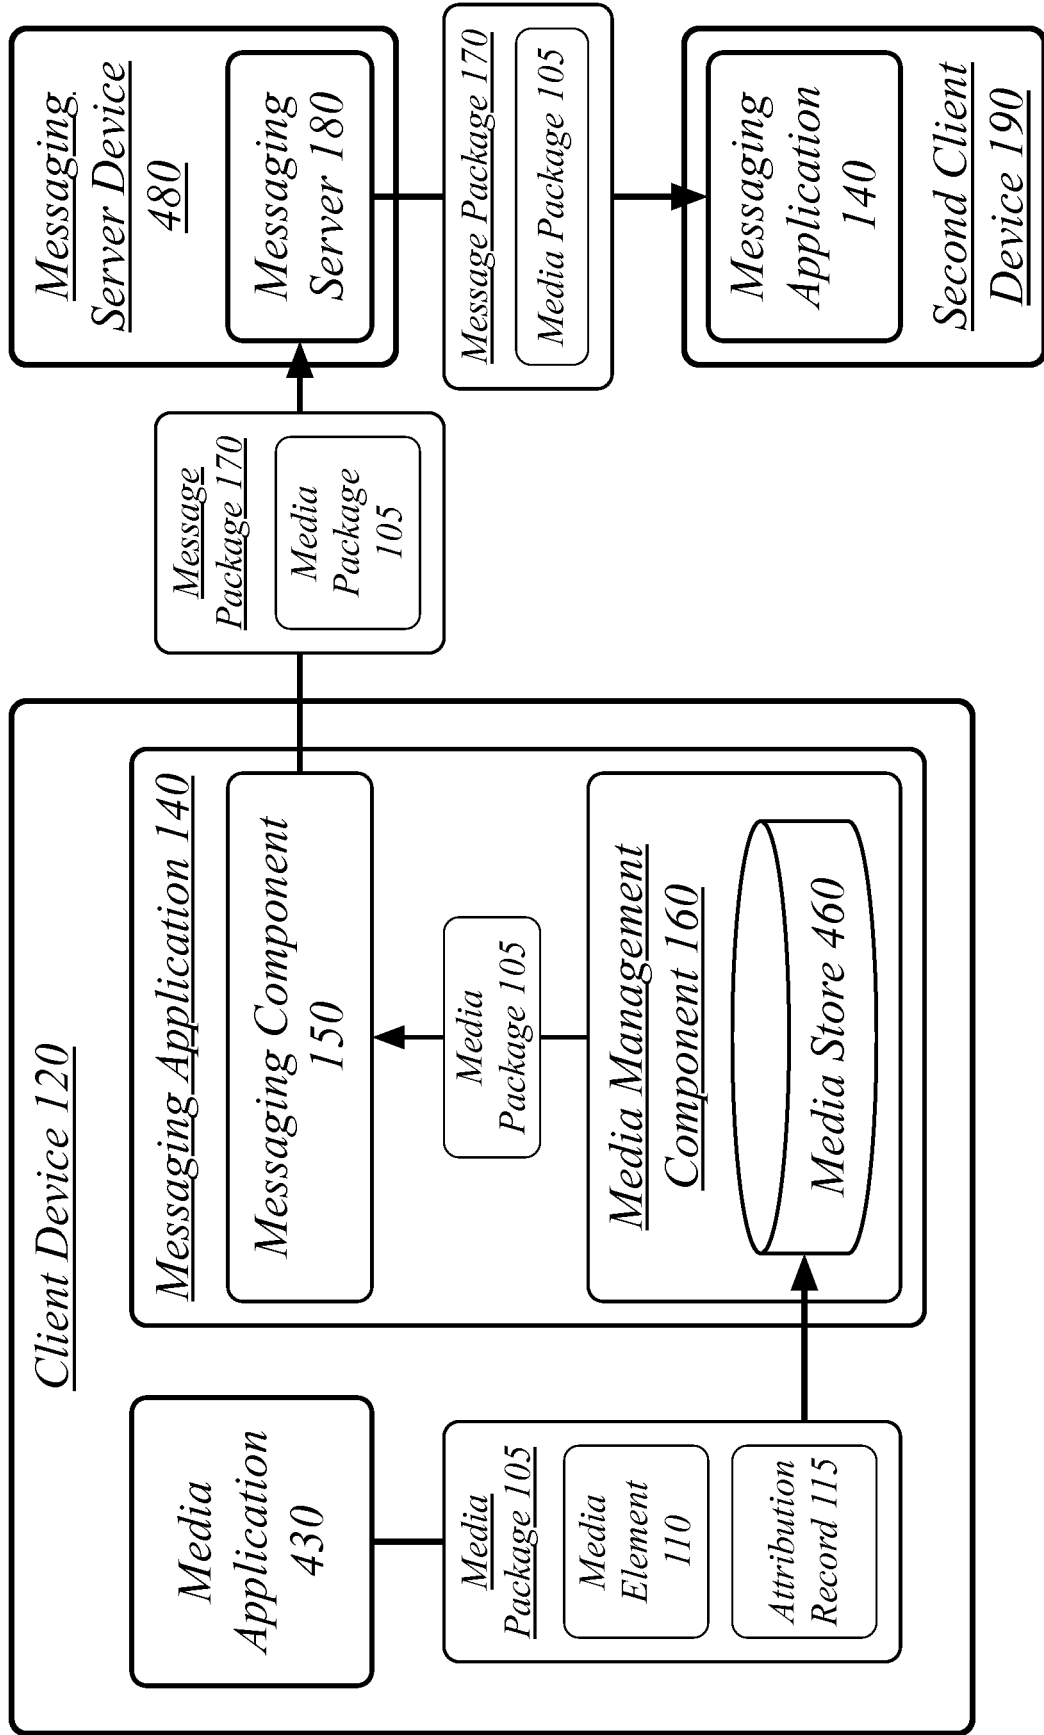 Client Device 120
Media
Application
430
Media
Package 105
Media
Element
110
Attribution
Record 115
Messaging Application 140
Messaging Component
150
Media
Package 105
Media Management
Component 160
Media Store 460
Message
Package 170
Media
Package
105
Messaging
Server Device
480
Messaging
Server 180
Message Package 170
Media Package 105
Messaging
Application
140
Second Client
Device 190